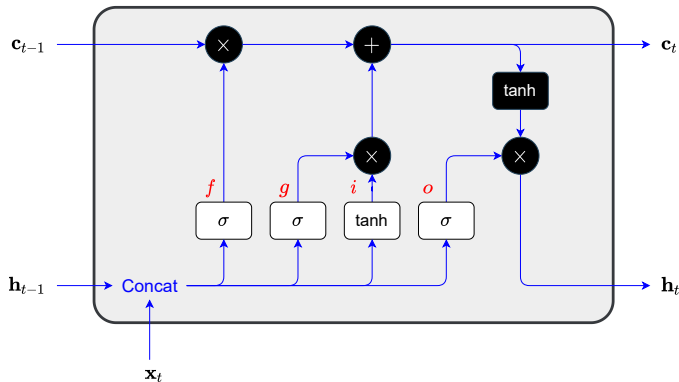 c_{t−1} × + c_t
tanh
× ×
f g i o
σ σ tanh σ
h_{t−1} Concat h_t
x_t